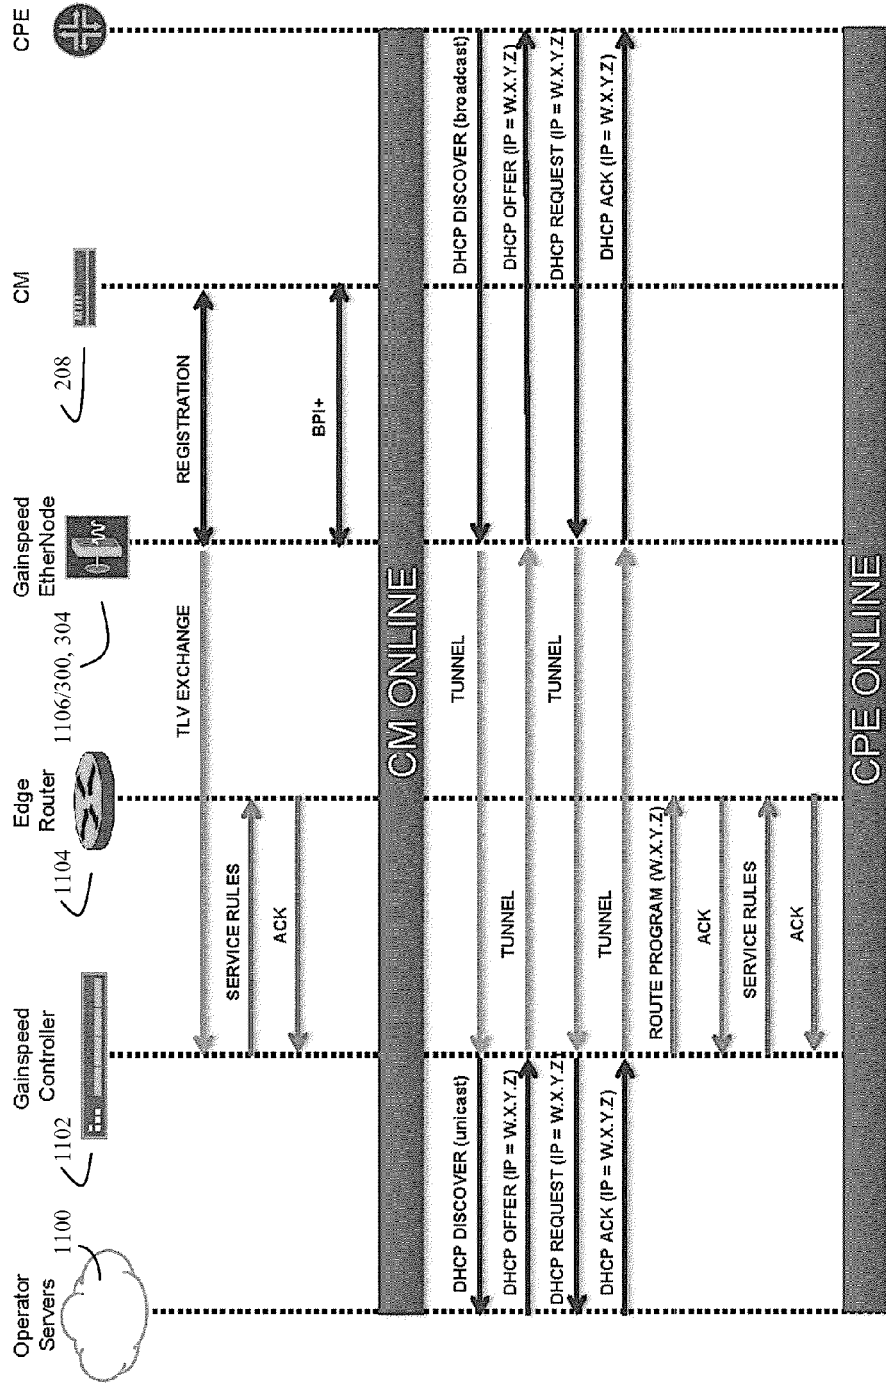 Operator
Servers
1100
Gainspeed
Controller
1102
Edge
Router
1104
Gainspeed
EtherNode
1106/300, 304
CM
208
CPE
TLV EXCHANGE
REGISTRATION
SERVICE RULES
ACK
BPI+
CM ONLINE
DHCP DISCOVER (unicast)
TUNNEL
DHCP DISCOVER (broadcast)
DHCP OFFER (IP = W.X.Y.Z)
TUNNEL
DHCP OFFER (IP = W.X.Y.Z)
DHCP REQUEST (IP = W.X.Y.Z)
TUNNEL
DHCP REQUEST (IP = W.X.Y.Z)
DHCP ACK (IP = W.X.Y.Z)
TUNNEL
DHCP ACK (IP = W.X.Y.Z)
ROUTE PROGRAM (W.X.Y.Z)
ACK
SERVICE RULES
ACK
CPE ONLINE